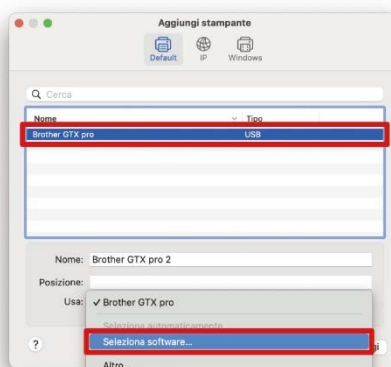 Aggiungi stampante
Default IP Windows
Cerca
Nome Tipo
Brother GTX pro USB
Nome: Brother GTX pro 2
Posizione:
Usa: ✓ Brother GTX pro
Seleziona automaticamente
Seleziona software...
?
Altro